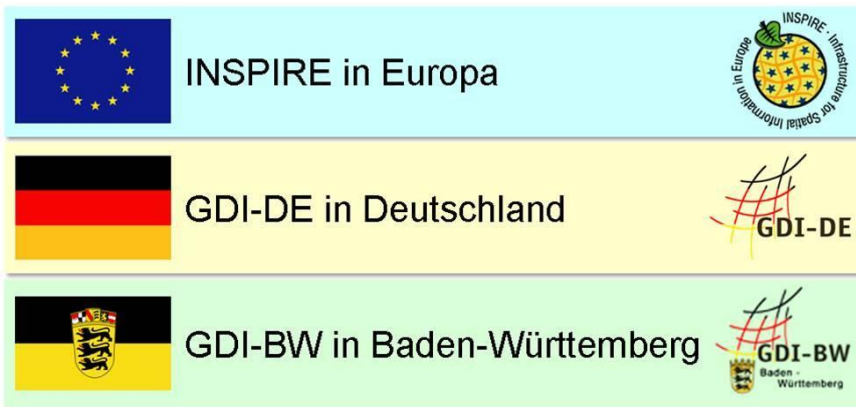 INSPIRE in Europa
INSPIRE - Infrastructure for Spatial Information in Europe
GDI-DE in Deutschland
GDI-DE
GDI-BW in Baden-Württemberg
GDI-BW
Baden -
Württemberg